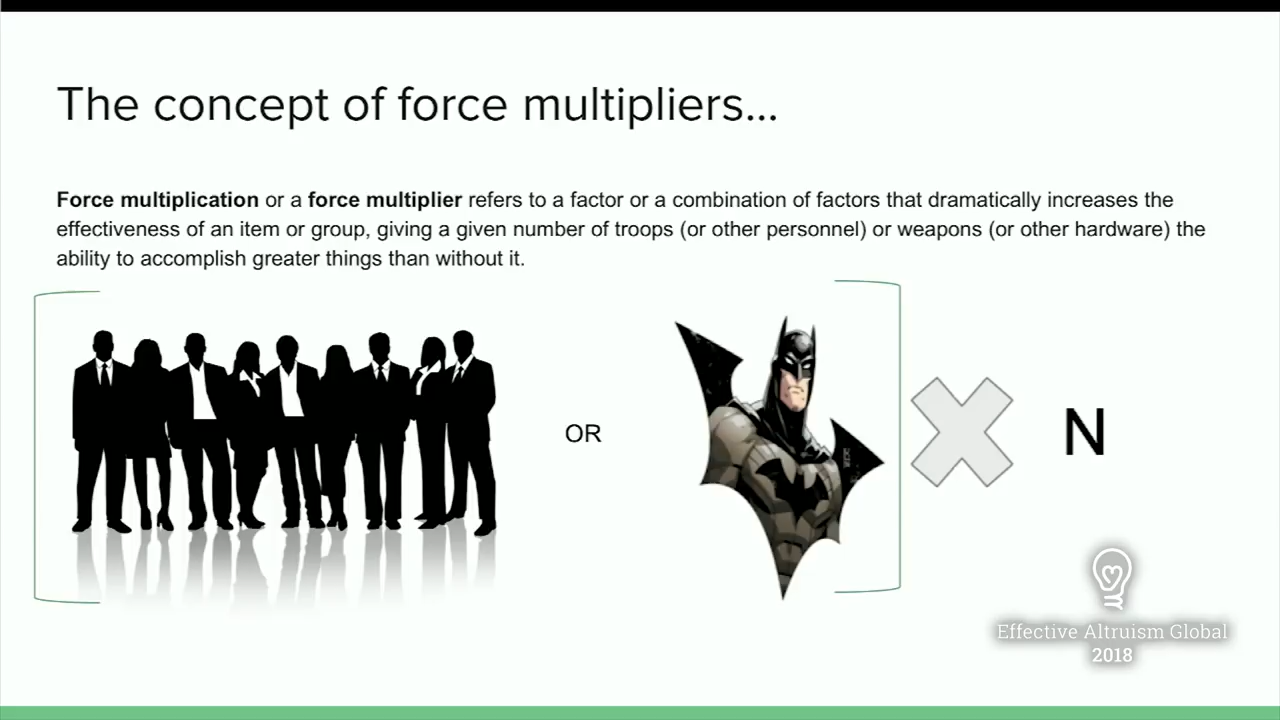 The concept of force multipliers...
Force multiplication or a force multiplier refers to a factor or a combination of factors that dramatically increases the
effectiveness of an item or group, giving a given number of troops (or other personnel) or weapons (or other hardware) the
ability to accomplish greater things than without it.
OR
N
Effective Altruism Global
2018